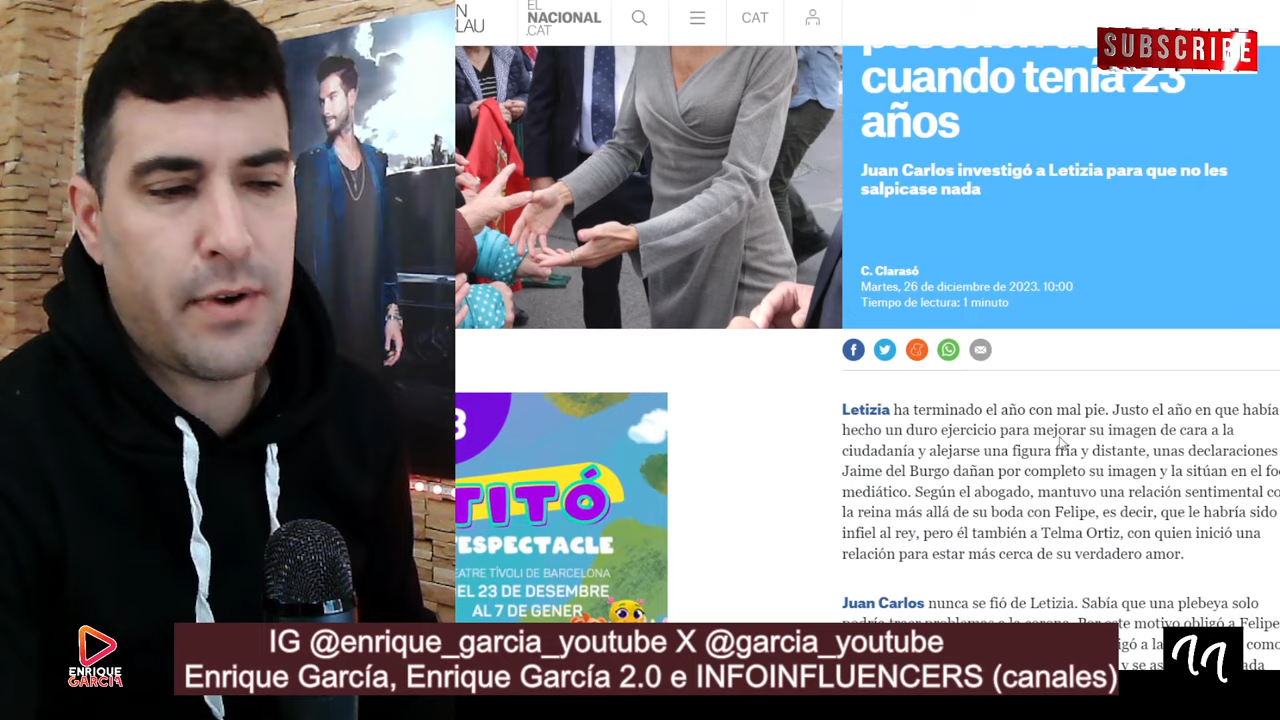 EL
NACIONAL
.CAT
CAT
SUBSCRIBE
cuando tenía 23
años
Juan Carlos investigó a Letizia para que no les
salpicase nada
C. Clarasó
Martes, 26 de diciembre de 2023. 10:00
Tiempo de lectura: 1 minuto
Letizia ha terminado el año con mal pie. Justo el año en que había
hecho un duro ejercicio para mejorar su imagen de cara a la
ciudadanía y alejarse una figura fría y distante, unas declaraciones
Jaime del Burgo dañan por completo su imagen y la sitúan en el
mediático. Según el abogado, mantuvo una relación sentimental
la reina más allá de su boda con Felipe, es decir, que le habría sido
infiel al rey, pero él también a Telma Ortiz, con quien inició una
relación para estar más cerca de su verdadero amor.
Juan Carlos nunca se fió de Letizia. Sabía que una plebeya solo
motivo obligó a Felipe
a la como
TITÓ
ESPECTACLE
TÍVOLI DE BARCELONA
23 DE DESEMBRE
AL 7 DE GENER
IG @enrique_garcia_youtube X @garcia_youtube
Enrique García, Enrique García 2.0 e INFOINFLUENCERS (canales)
ENRIQUE
GARCÍA